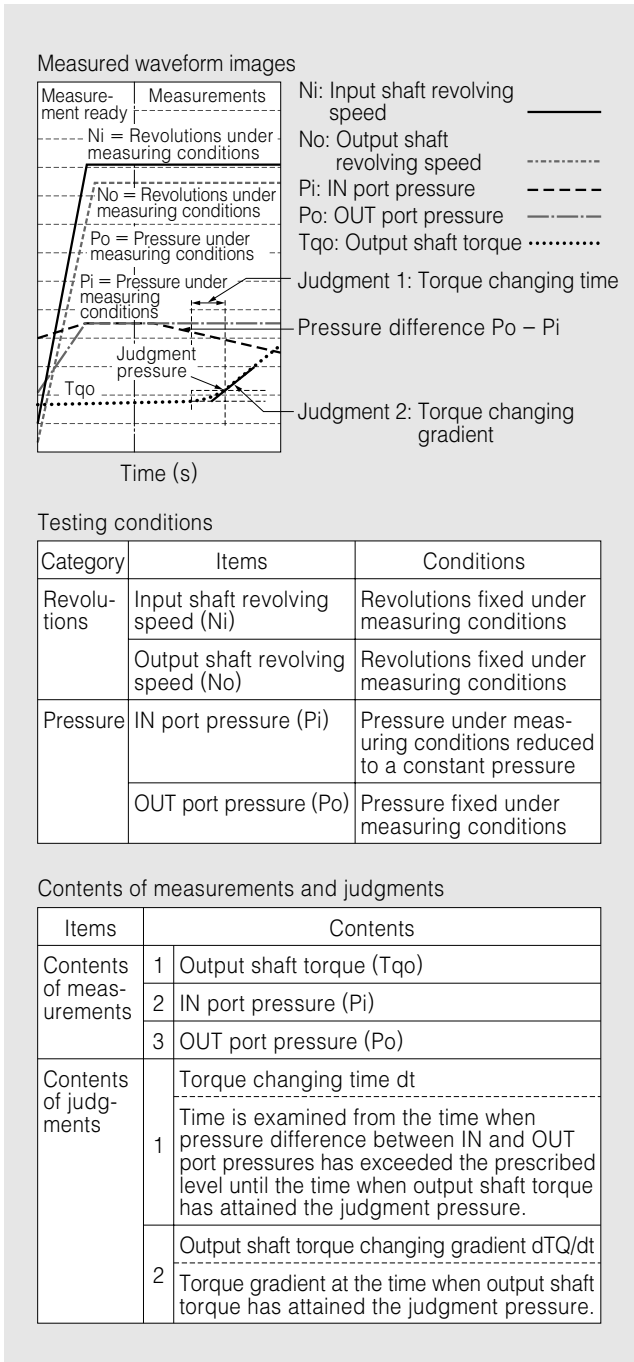 Measured waveform images
Measure-
ment ready
Measurements
Ni = Revolutions under
measuring conditions
No = Revolutions under
measuring conditions
Po = Pressure under
measuring conditions
Pi = Pressure under
measuring
conditions
Judgment
pressure
Tqo
Time (s)
Ni: Input shaft revolving
speed
No: Output shaft
revolving speed
Pi: IN port pressure
Po: OUT port pressure
Tqo: Output shaft torque
Judgment 1: Torque changing time
Pressure difference Po – Pi
Judgment 2: Torque changing
gradient
Testing conditions
Category Items Conditions
Revolu-
tions
Input shaft revolving
speed (Ni)
Revolutions fixed under
measuring conditions
Output shaft revolving
speed (No)
Revolutions fixed under
measuring conditions
Pressure IN port pressure (Pi)
Pressure under meas-
uring conditions reduced
to a constant pressure
OUT port pressure (Po)
Pressure fixed under
measuring conditions
Contents of measurements and judgments
Items Contents
Contents
of meas-
urements
1 Output shaft torque (Tqo)
2 IN port pressure (Pi)
3 OUT port pressure (Po)
Contents
of judg-
ments
1
Torque changing time dt
Time is examined from the time when
pressure difference between IN and OUT
port pressures has exceeded the prescribed
level until the time when output shaft torque
has attained the judgment pressure.
2
Output shaft torque changing gradient dTQ/dt
Torque gradient at the time when output shaft
torque has attained the judgment pressure.